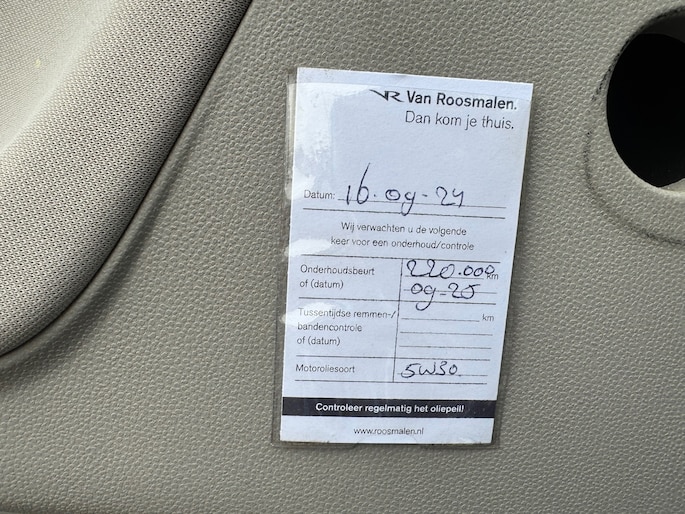 VR Van Roosmalen.
Dan kom je thuis.
Datum: 16-09-24
Wij verwachten u de volgende
keer voor een onderhoud/controle
Onderhoudsbeurt 220.000 km
of (datum) 09-25
Tussentijdse remmen-/ km
bandencontrole
of (datum)
Motoroliesoort 5W30
Controleer regelmatig het oliepeil!
www.roosmalen.nl